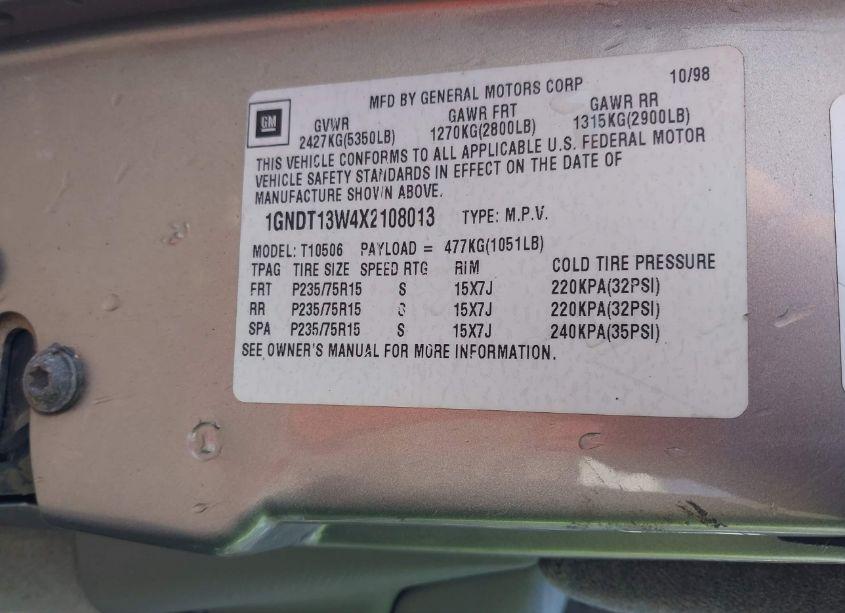 MFD BY GENERAL MOTORS CORP 10/98
GM
GVWR GAWR FRT GAWR RR
2427KG(5350LB) 1270KG(2800LB) 1315KG(2900LB)
THIS VEHICLE CONFORMS TO ALL APPLICABLE U.S. FEDERAL MOTOR
VEHICLE SAFETY STANDARDS IN EFFECT ON THE DATE OF
MANUFACTURE SHOWN ABOVE.
1GNDT13W4X2108013 TYPE: M.P.V.
MODEL: T10506 PAYLOAD = 477KG(1051LB)
TPAG TIRE SIZE SPEED RTG RIM COLD TIRE PRESSURE
FRT P235/75R15 S 15X7J 220KPA(32PSI)
RR P235/75R15 S 15X7J 220KPA(32PSI)
SPA P235/75R15 S 15X7J 240KPA(35PSI)
SEE OWNER'S MANUAL FOR MORE INFORMATION.